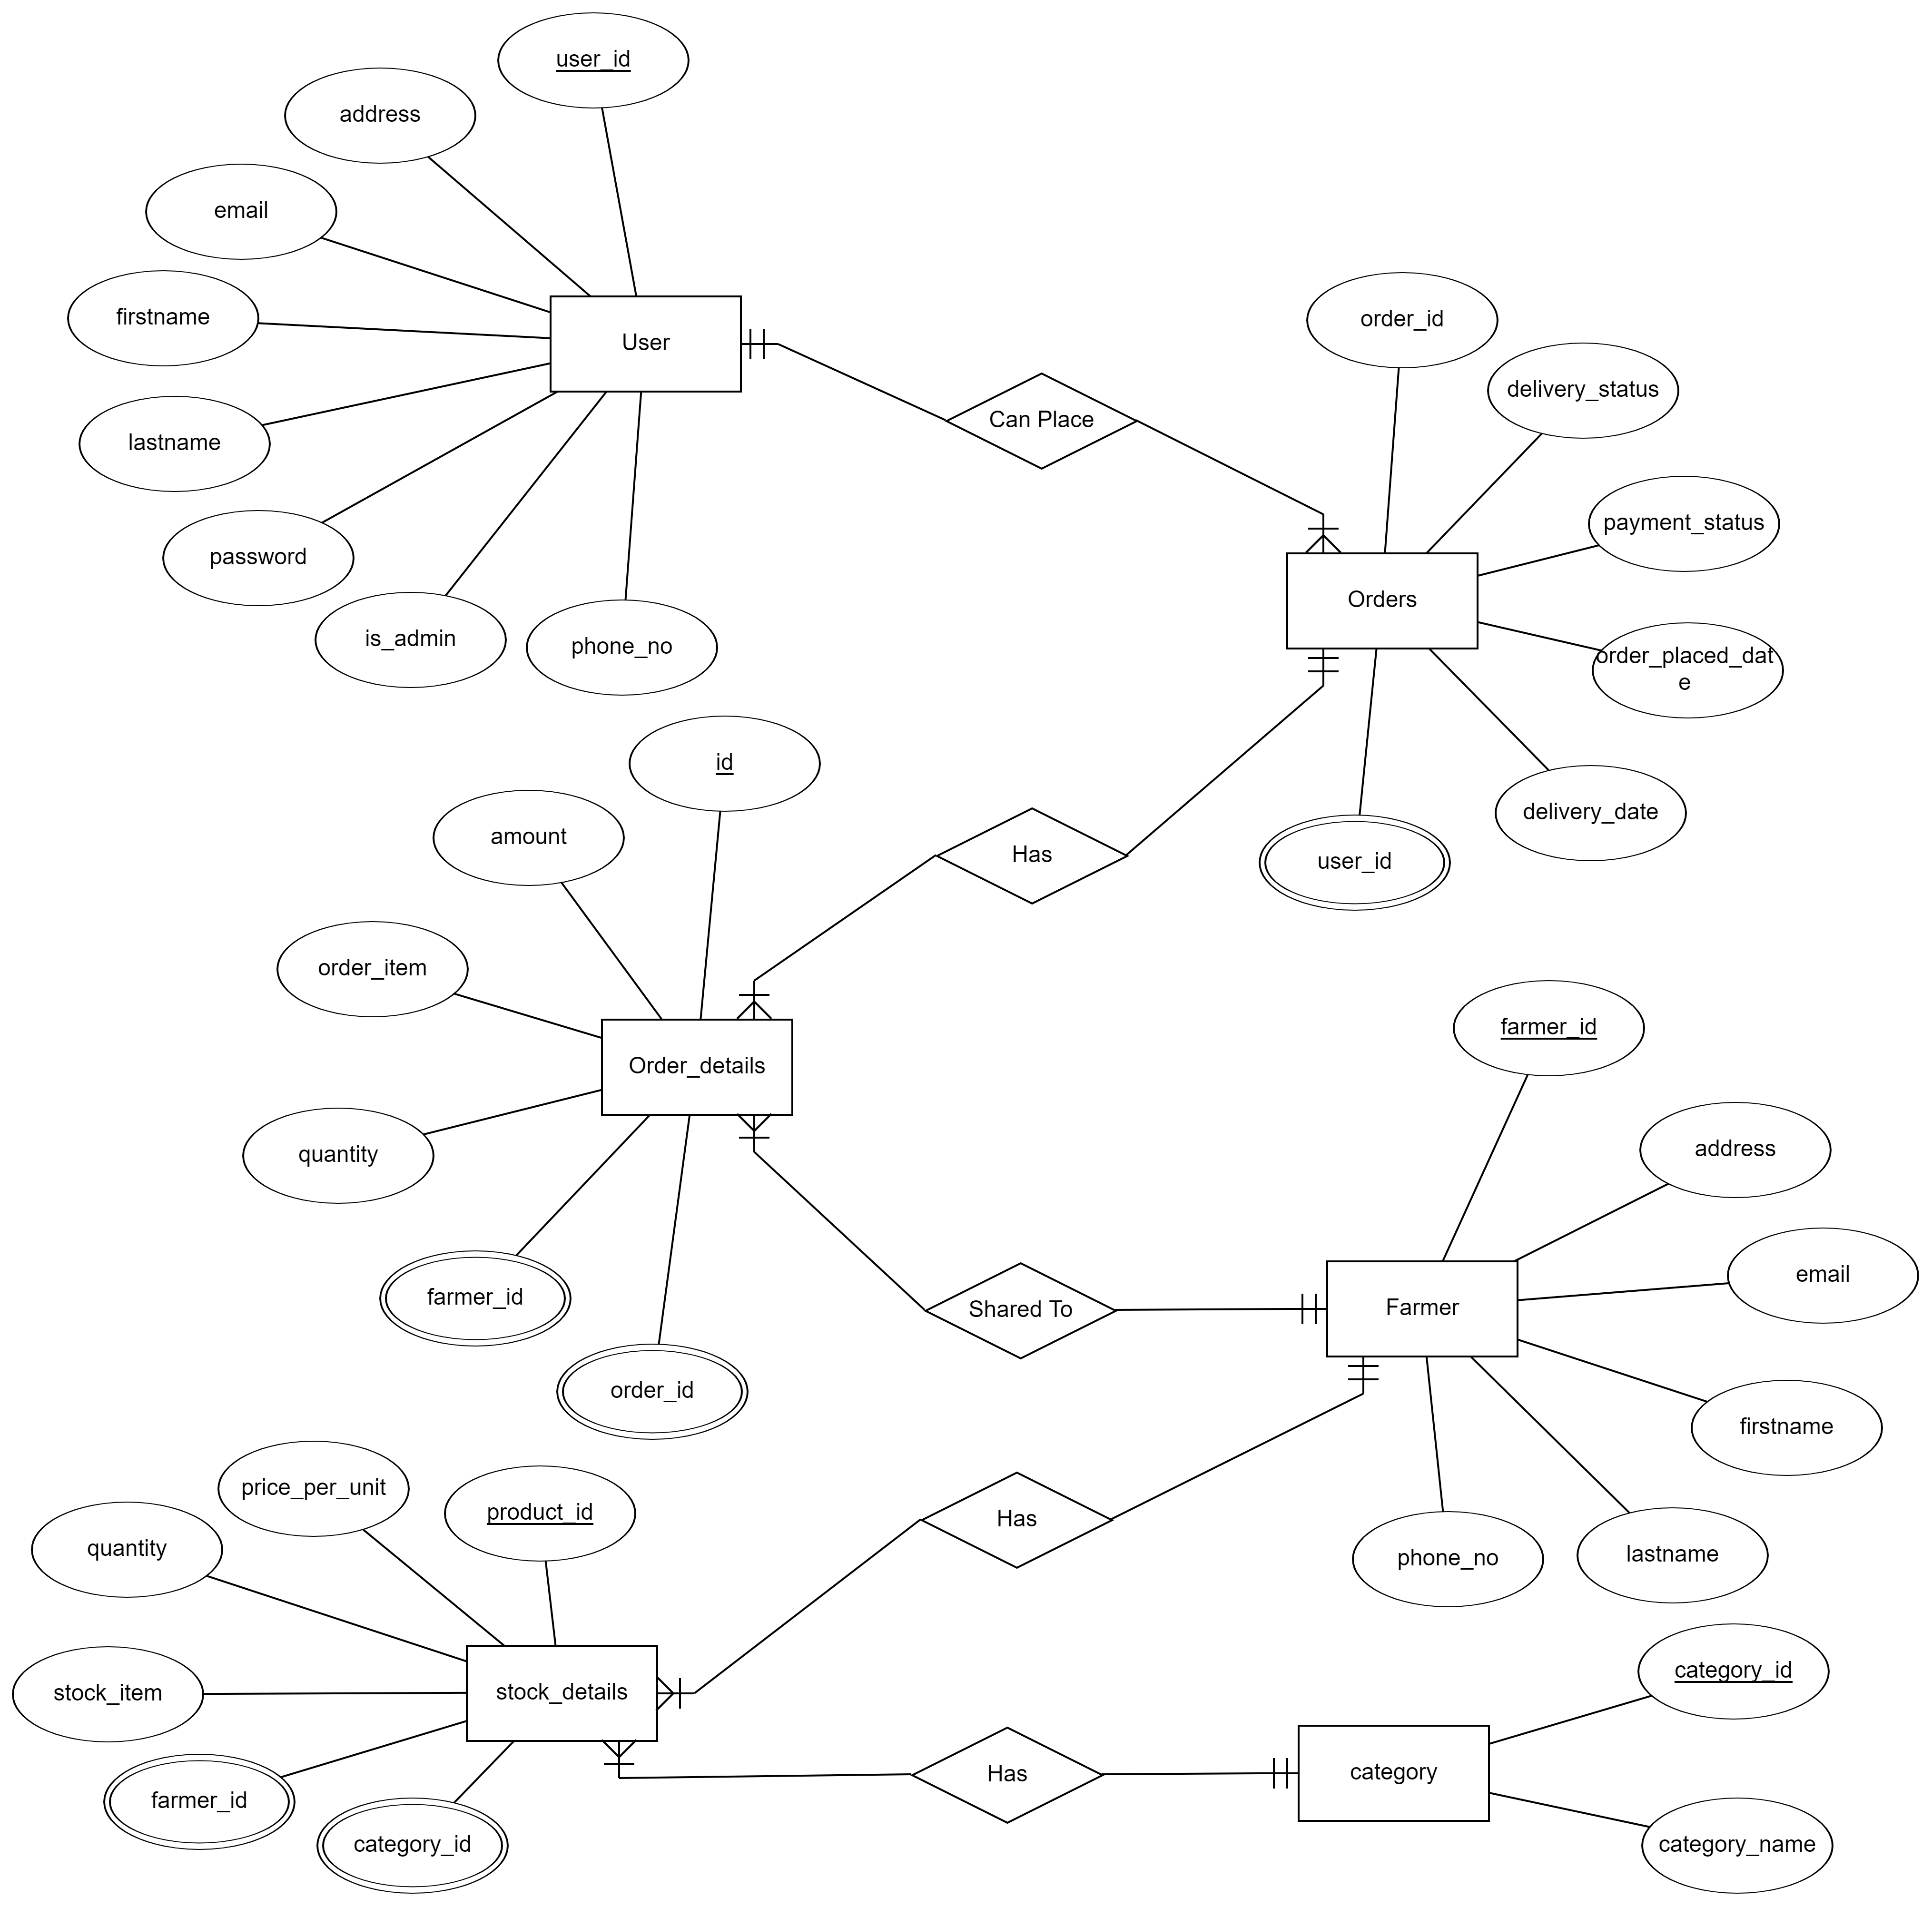 user_id
address
email
firstname
lastname
password
is_admin
phone_no
User
Can Place
order_id
delivery_status
payment_status
order_placed_dat
e
delivery_date
user_id
Orders
Has
id
amount
order_item
quantity
farmer_id
order_id
Order_details
Shared To
farmer_id
address
email
firstname
lastname
phone_no
Farmer
Has
price_per_unit
product_id
quantity
stock_item
farmer_id
category_id
stock_details
Has
category
category_id
category_name